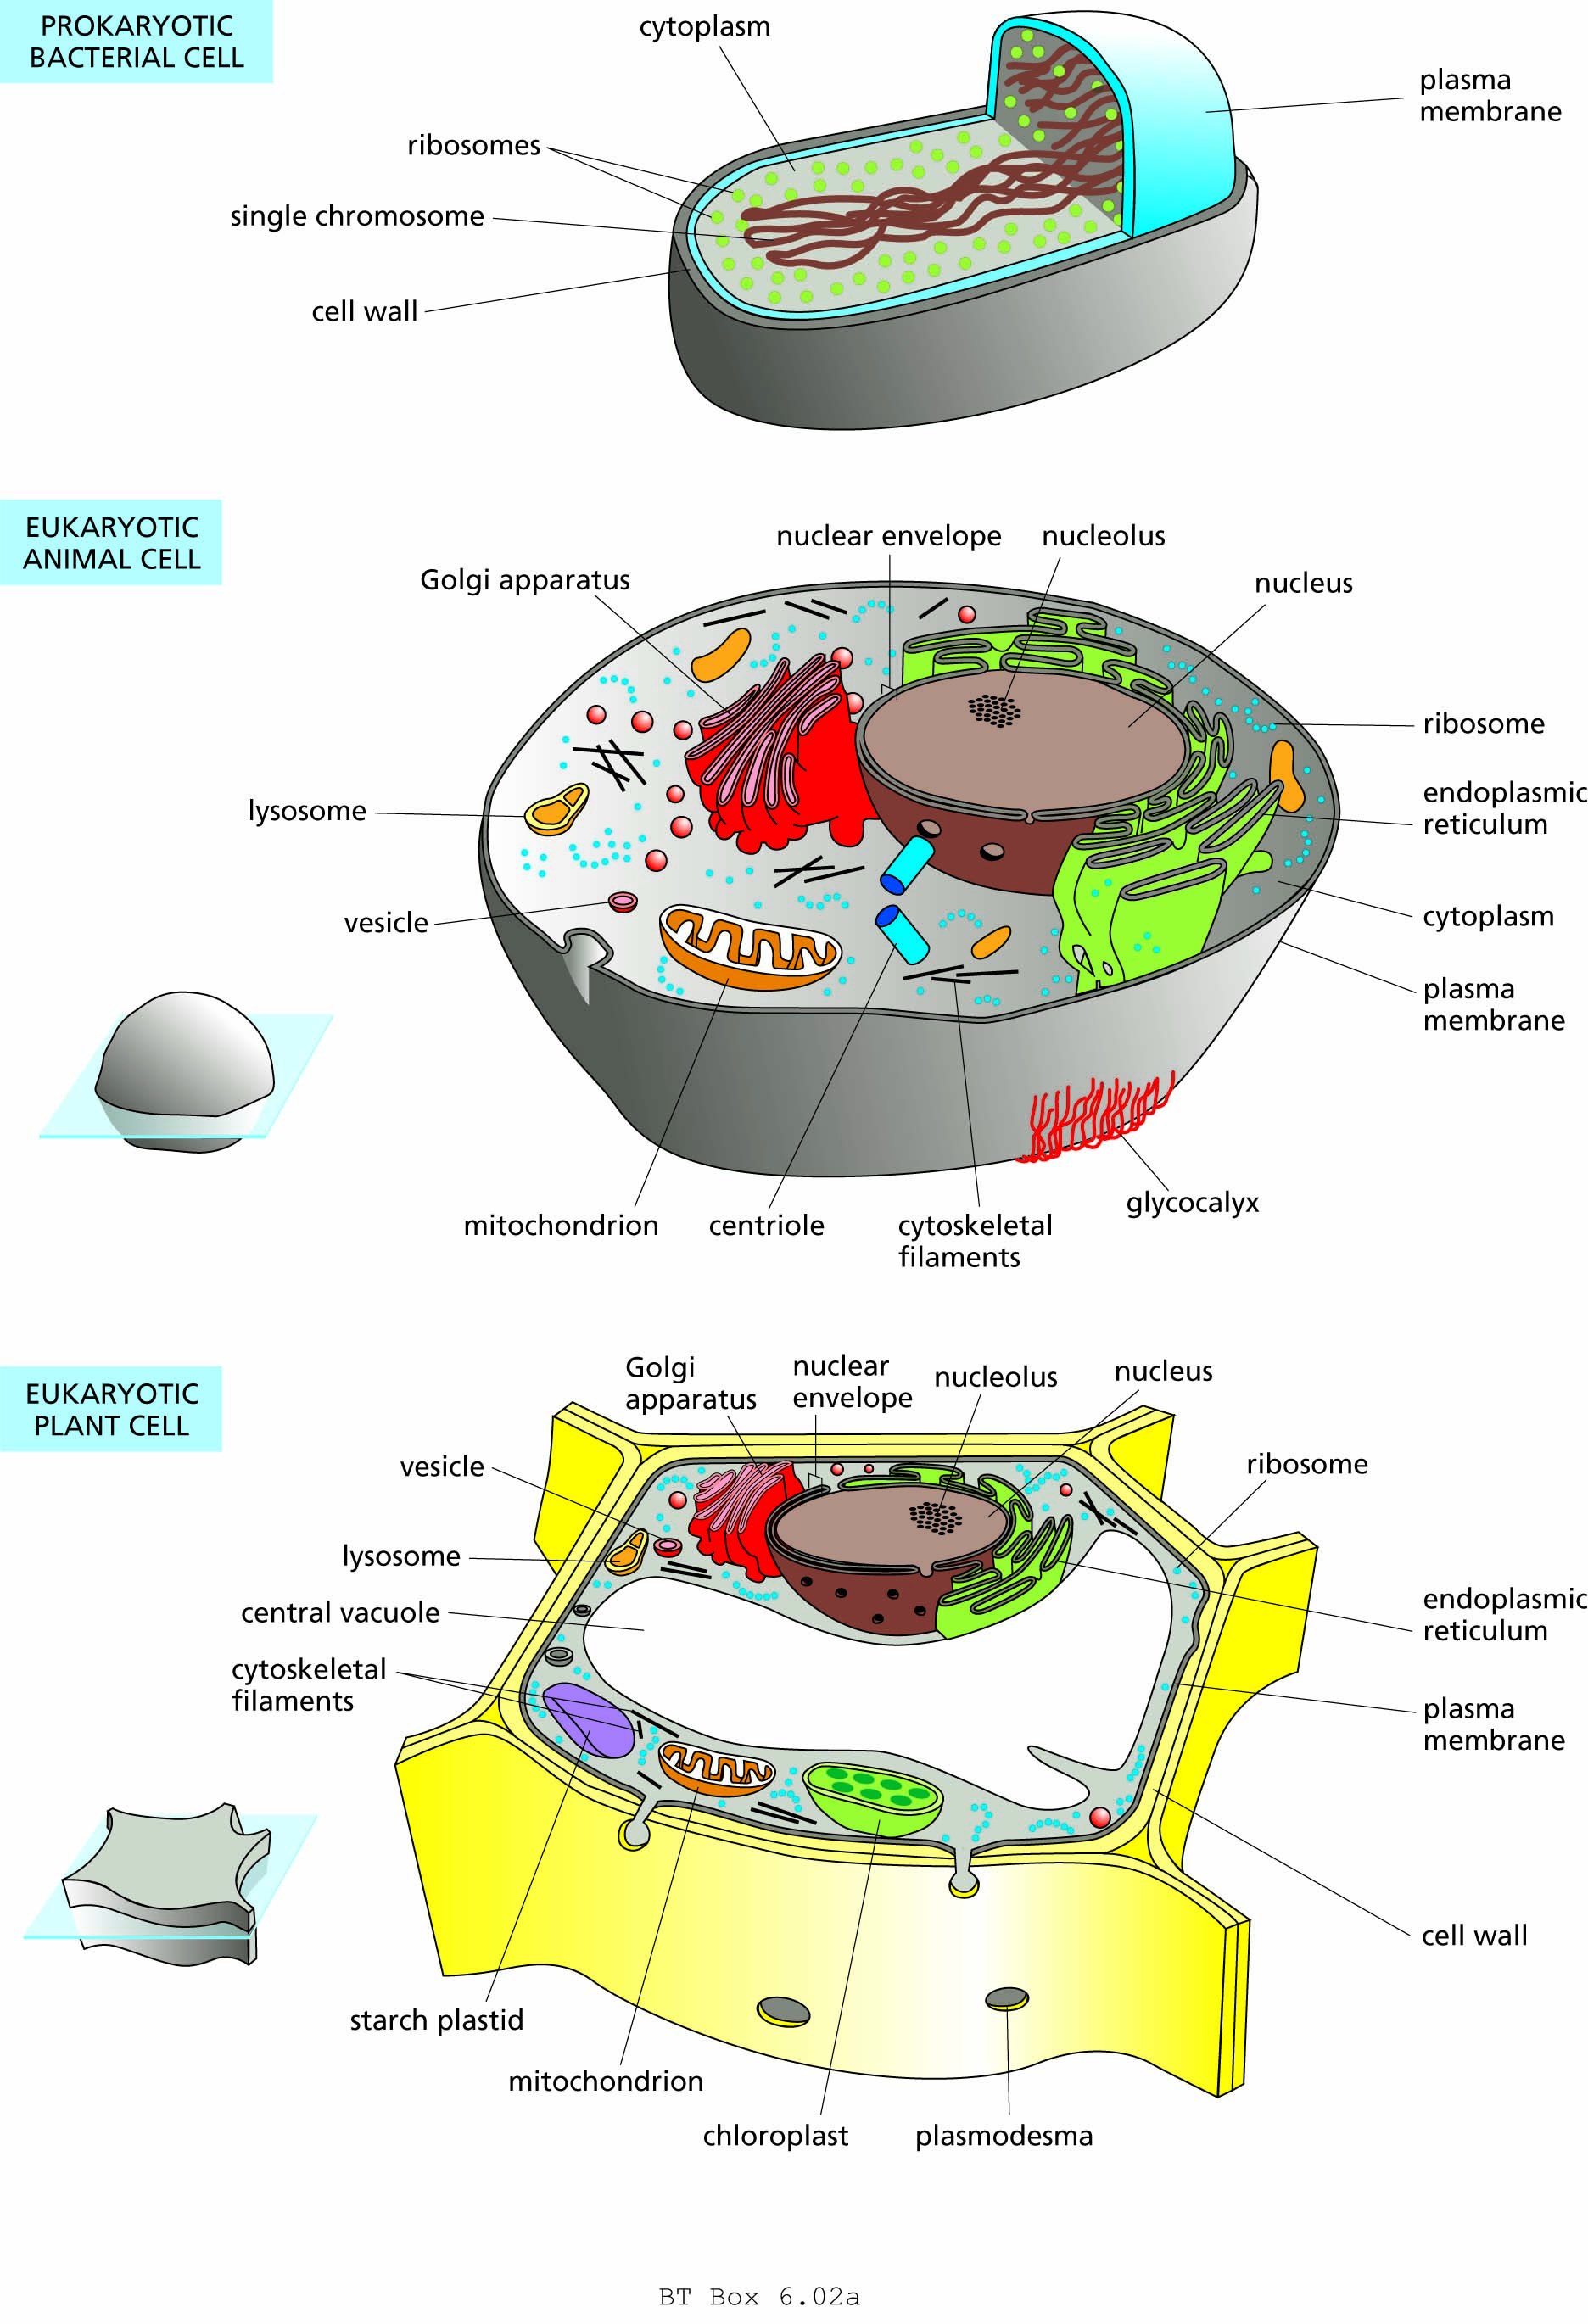 PROKARYOTIC
BACTERIAL CELL
cytoplasm
plasma
membrane
ribosomes
single chromosome
cell wall
EUKARYOTIC
ANIMAL CELL
nuclear envelope
nucleolus
Golgi apparatus
nucleus
ribosome
lysosome
endoplasmic
reticulum
vesicle
cytoplasm
plasma
membrane
glycocalyx
mitochondrion
centriole
cytoskeletal
filaments
EUKARYOTIC
PLANT CELL
Golgi
apparatus
nuclear
envelope
nucleolus
nucleus
vesicle
ribosome
lysosome
central vacuole
endoplasmic
reticulum
cytoskeletal
filaments
plasma
membrane
cell wall
starch plastid
mitochondrion
chloroplast
plasmodesma
BT Box 6.02a